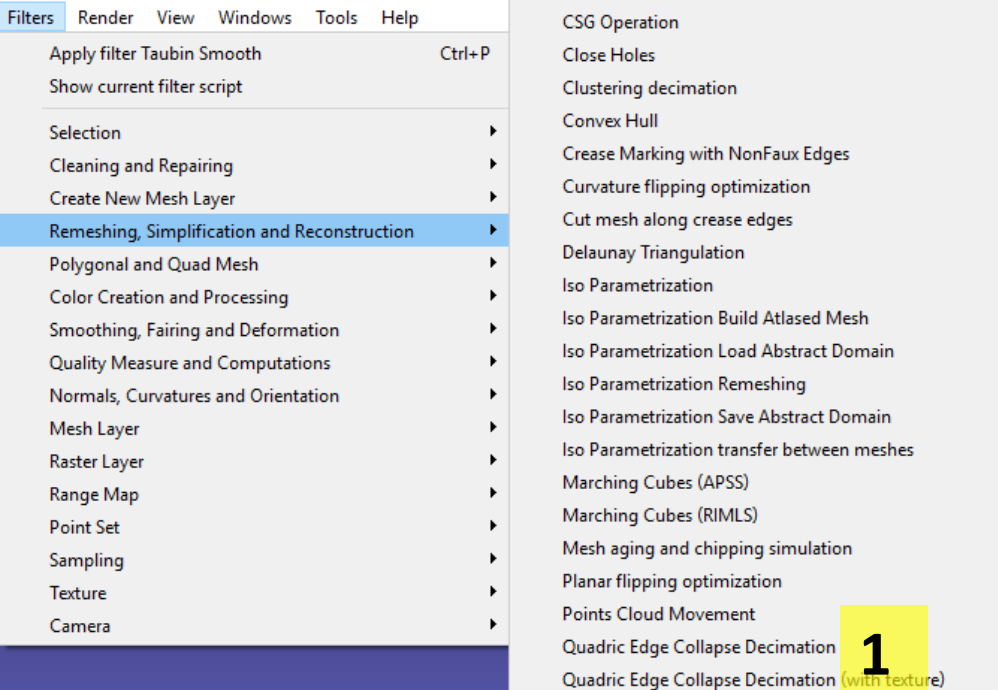 Filters Render View Windows Tools Help
Apply filter Taubin Smooth Ctrl+P
Show current filter script
Selection
Cleaning and Repairing
Create New Mesh Layer
Remeshing, Simplification and Reconstruction
Polygonal and Quad Mesh
Color Creation and Processing
Smoothing, Fairing and Deformation
Quality Measure and Computations
Normals, Curvatures and Orientation
Mesh Layer
Raster Layer
Range Map
Point Set
Sampling
Texture
Camera
CSG Operation
Close Holes
Clustering decimation
Convex Hull
Crease Marking with NonFaux Edges
Curvature flipping optimization
Cut mesh along crease edges
Delaunay Triangulation
Iso Parametrization
Iso Parametrization Build Atlased Mesh
Iso Parametrization Load Abstract Domain
Iso Parametrization Remeshing
Iso Parametrization Save Abstract Domain
Iso Parametrization transfer between meshes
Marching Cubes (APSS)
Marching Cubes (RIMLS)
Mesh aging and chipping simulation
Planar flipping optimization
Points Cloud Movement
Quadric Edge Collapse Decimation
1
Quadric Edge Collapse Decimation (with texture)